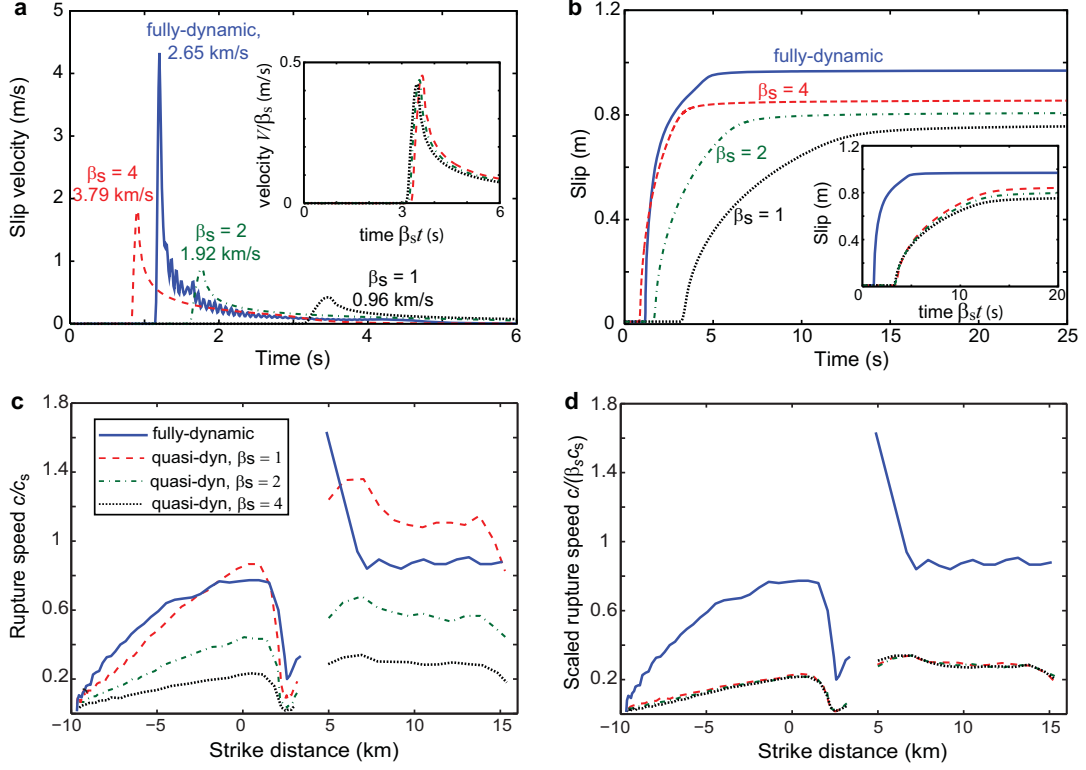 a
Slip velocity (m/s)
5
4
3
2
1
0
fully-dynamic,
2.65 km/s
βs = 4
3.79 km/s
βs = 2
1.92 km/s
βs = 1
0.96 km/s
velocity V/βs (m/s)
0.5
0
0 3 6
time βst (s)
0 2 4 6
Time (s)
b
Slip (m)
1.2
0.8
0.4
0
fully-dynamic
βs = 4
βs = 2
βs = 1
Slip (m)
1.2
0.8
0.4
0 10 20
time βst (s)
0 5 10 15 20 25
Time (s)
c
Rupture speed c/cs
1.8
1.4
1
0.6
0.2
fully-dynamic
quasi-dyn, βs = 1
quasi-dyn, βs = 2
quasi-dyn, βs = 4
−10 −5 0 5 10 15
Strike distance (km)
d
Scaled rupture speed c/(βscs)
1.8
1.4
1
0.6
0.2
−10 −5 0 5 10 15
Strike distance (km)